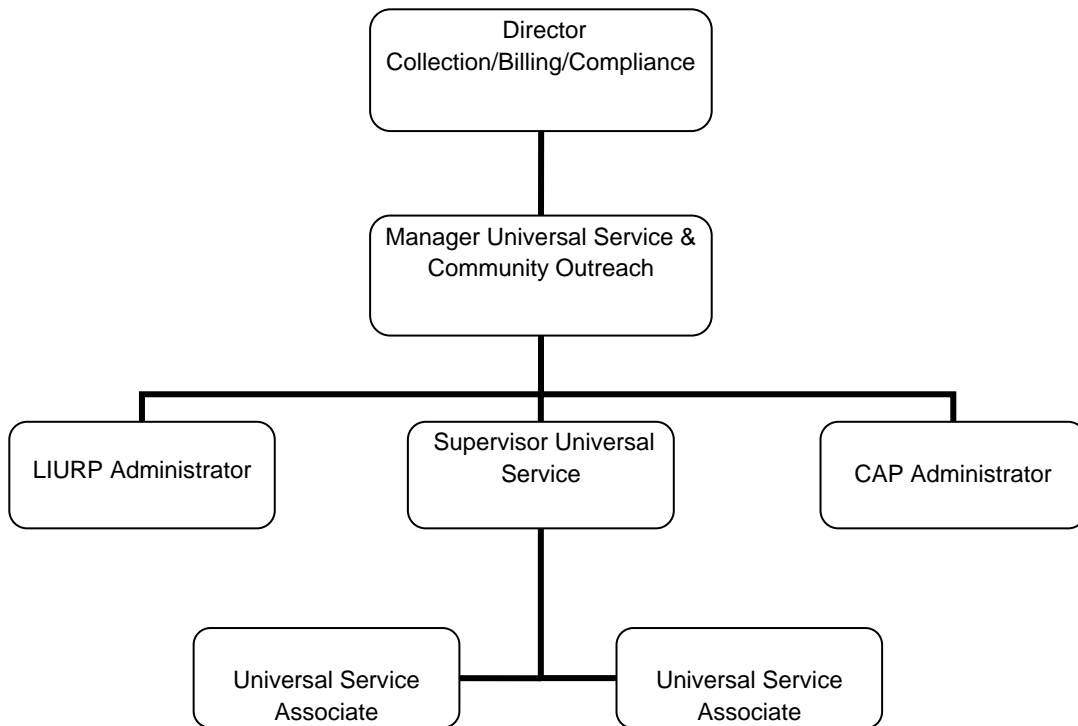 Director
Collection/Billing/Compliance
Manager Universal Service &
Community Outreach
LIURP Administrator
Supervisor Universal
Service
CAP Administrator
Universal Service
Associate
Universal Service
Associate